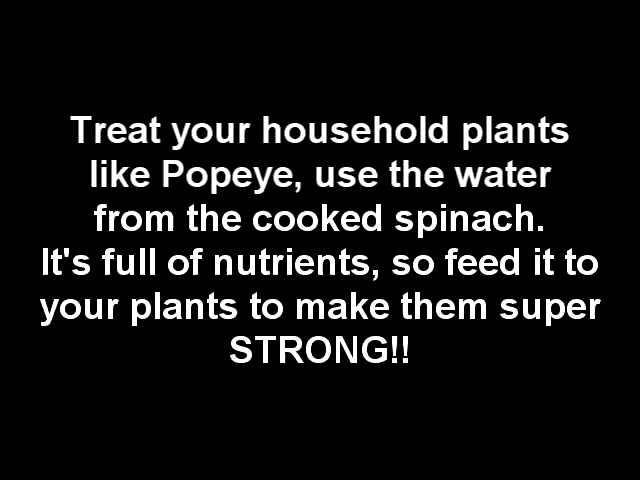 Treat your household plants
like Popeye, use the water
from the cooked spinach.
It's full of nutrients, so feed it to
your plants to make them super
STRONG!!